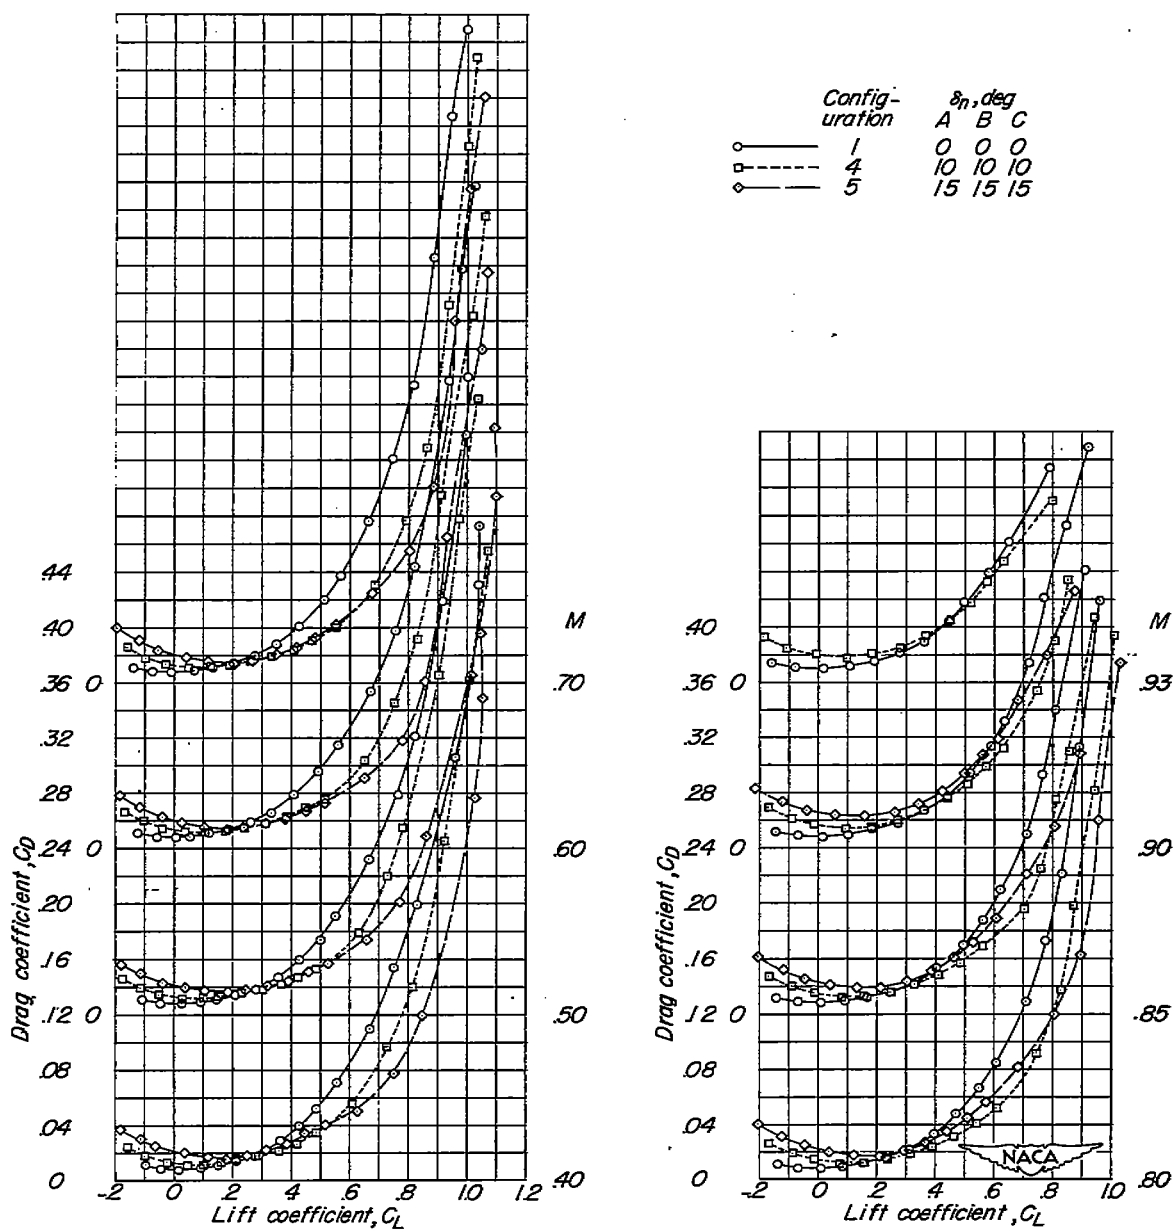 Config-
uration
δn, deg
A B C
1 0 0 0
4 10 10 10
5 15 15 15
.44
.40
.36 0
.32
.28
.24 0
.20
.16
.12 0
.08
.04
0
Drag coefficient, CD
M
.70
.60
.50
.40
-.2 0 .2 .4 .6 .8 1.0 1.2
Lift coefficient, CL
.40
.36 0
.32
.28
.24 0
.20
.16
.12 0
.08
.04
0
Drag coefficient, CD
M
.93
.90
.85
.80
NACA
-.2 0 .2 .4 .6 .8 1.0
Lift coefficient, CL